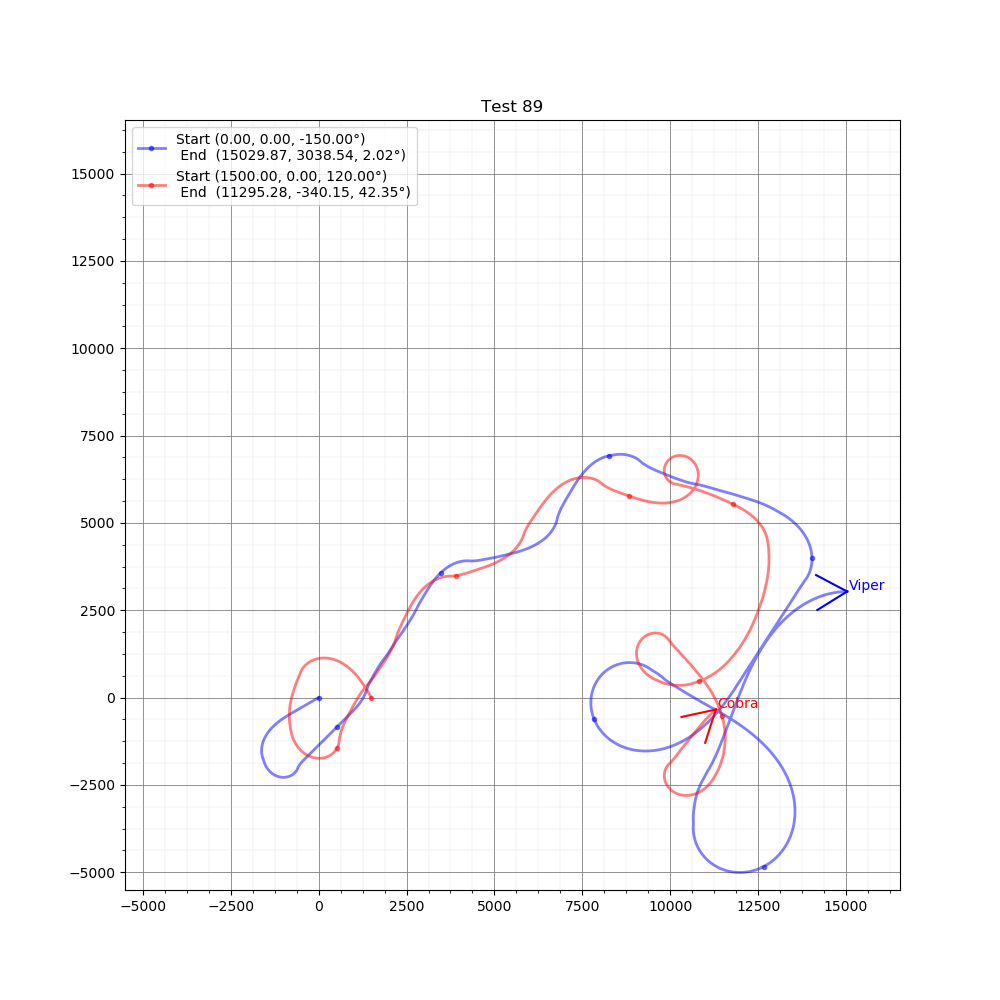 Test 89
Start (0.00, 0.00, -150.00°)
End (15029.87, 3038.54, 2.02°)
Start (1500.00, 0.00, 120.00°)
End (11295.28, -340.15, 42.35°)
15000
12500
10000
7500
5000
2500
0
−2500
−5000
Viper
Cobra
−5000 −2500 0 2500 5000 7500 10000 12500 15000